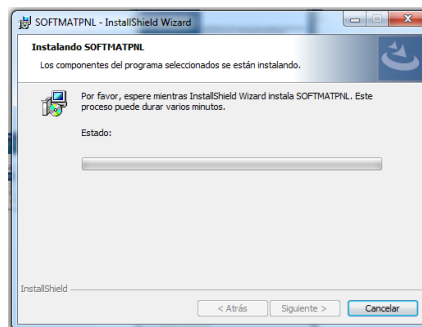 SOFTMATPNL - InstallShield Wizard
Instalando SOFTMATPNL
Los componentes del programa seleccionados se están instalando.
Por favor, espere mientras InstallShield Wizard instala SOFTMATPNL. Este
proceso puede durar varios minutos.
Estado:
InstallShield
< Atrás Siguiente > Cancelar